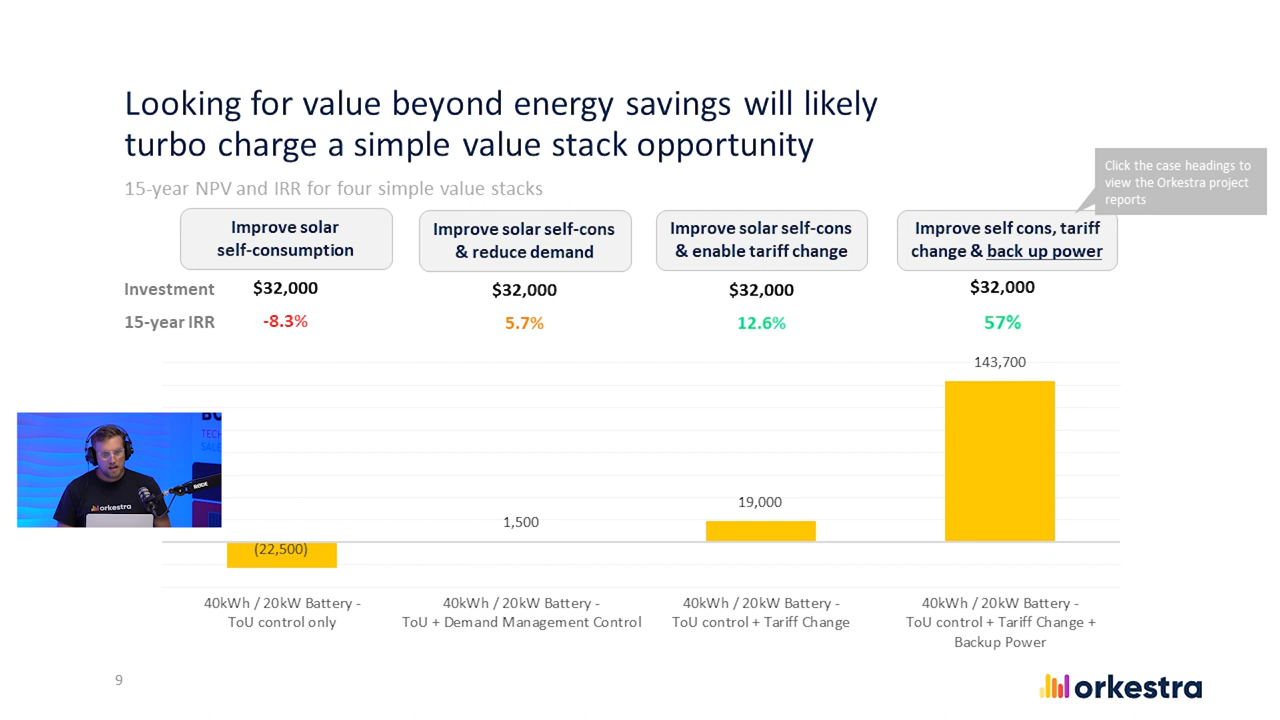 Looking for value beyond energy savings will likely
turbo charge a simple value stack opportunity
15-year NPV and IRR for four simple value stacks
Click the case headings to
view the Orkestra project
reports
Improve solar
self-consumption
Improve solar self-cons
& reduce demand
Improve solar self-cons
& enable tariff change
Improve self cons, tariff
change & back up power
Investment $32,000 $32,000 $32,000 $32,000
15-year IRR -8.3% 5.7% 12.6% 57%
143,700
19,000
1,500
(22,500)
TECH
SALE
orkestra
RØDE
40kWh / 20kW Battery -
ToU control only
40kWh / 20kW Battery -
ToU + Demand Management Control
40kWh / 20kW Battery -
ToU control + Tariff Change
40kWh / 20kW Battery -
ToU control + Tariff Change +
Backup Power
9
orkestra